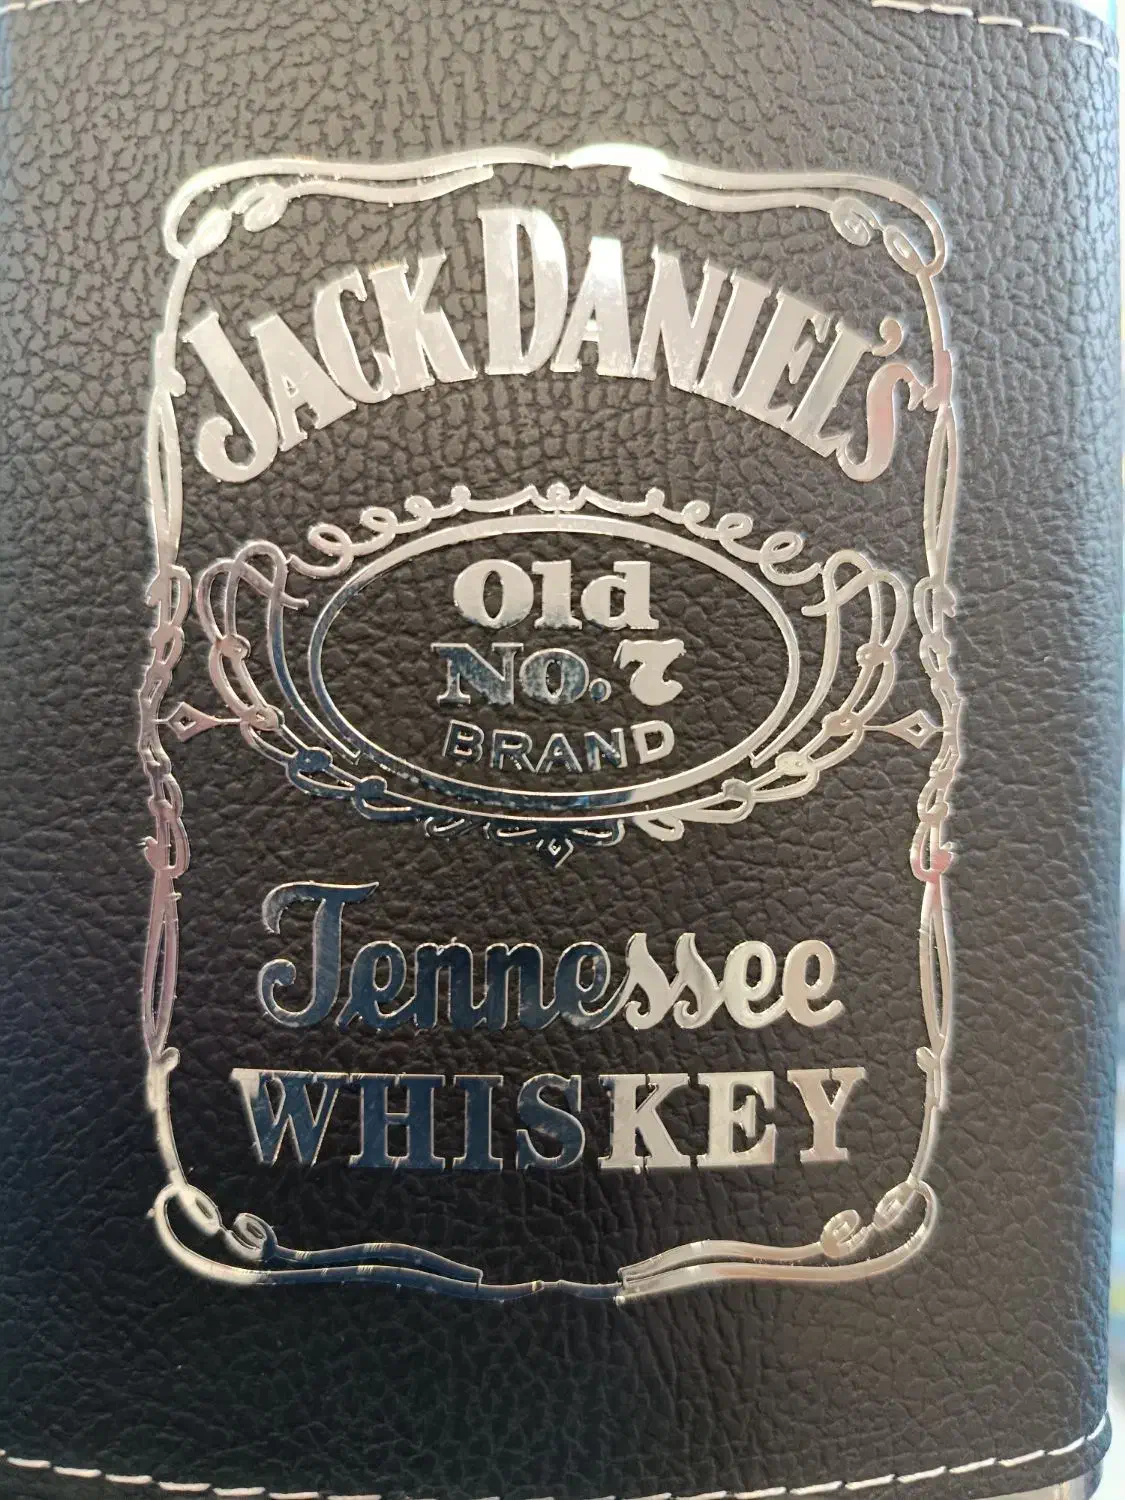 JACK DANIEL'S
Old
NO. 7
BRAND
Tennessee
WHISKEY